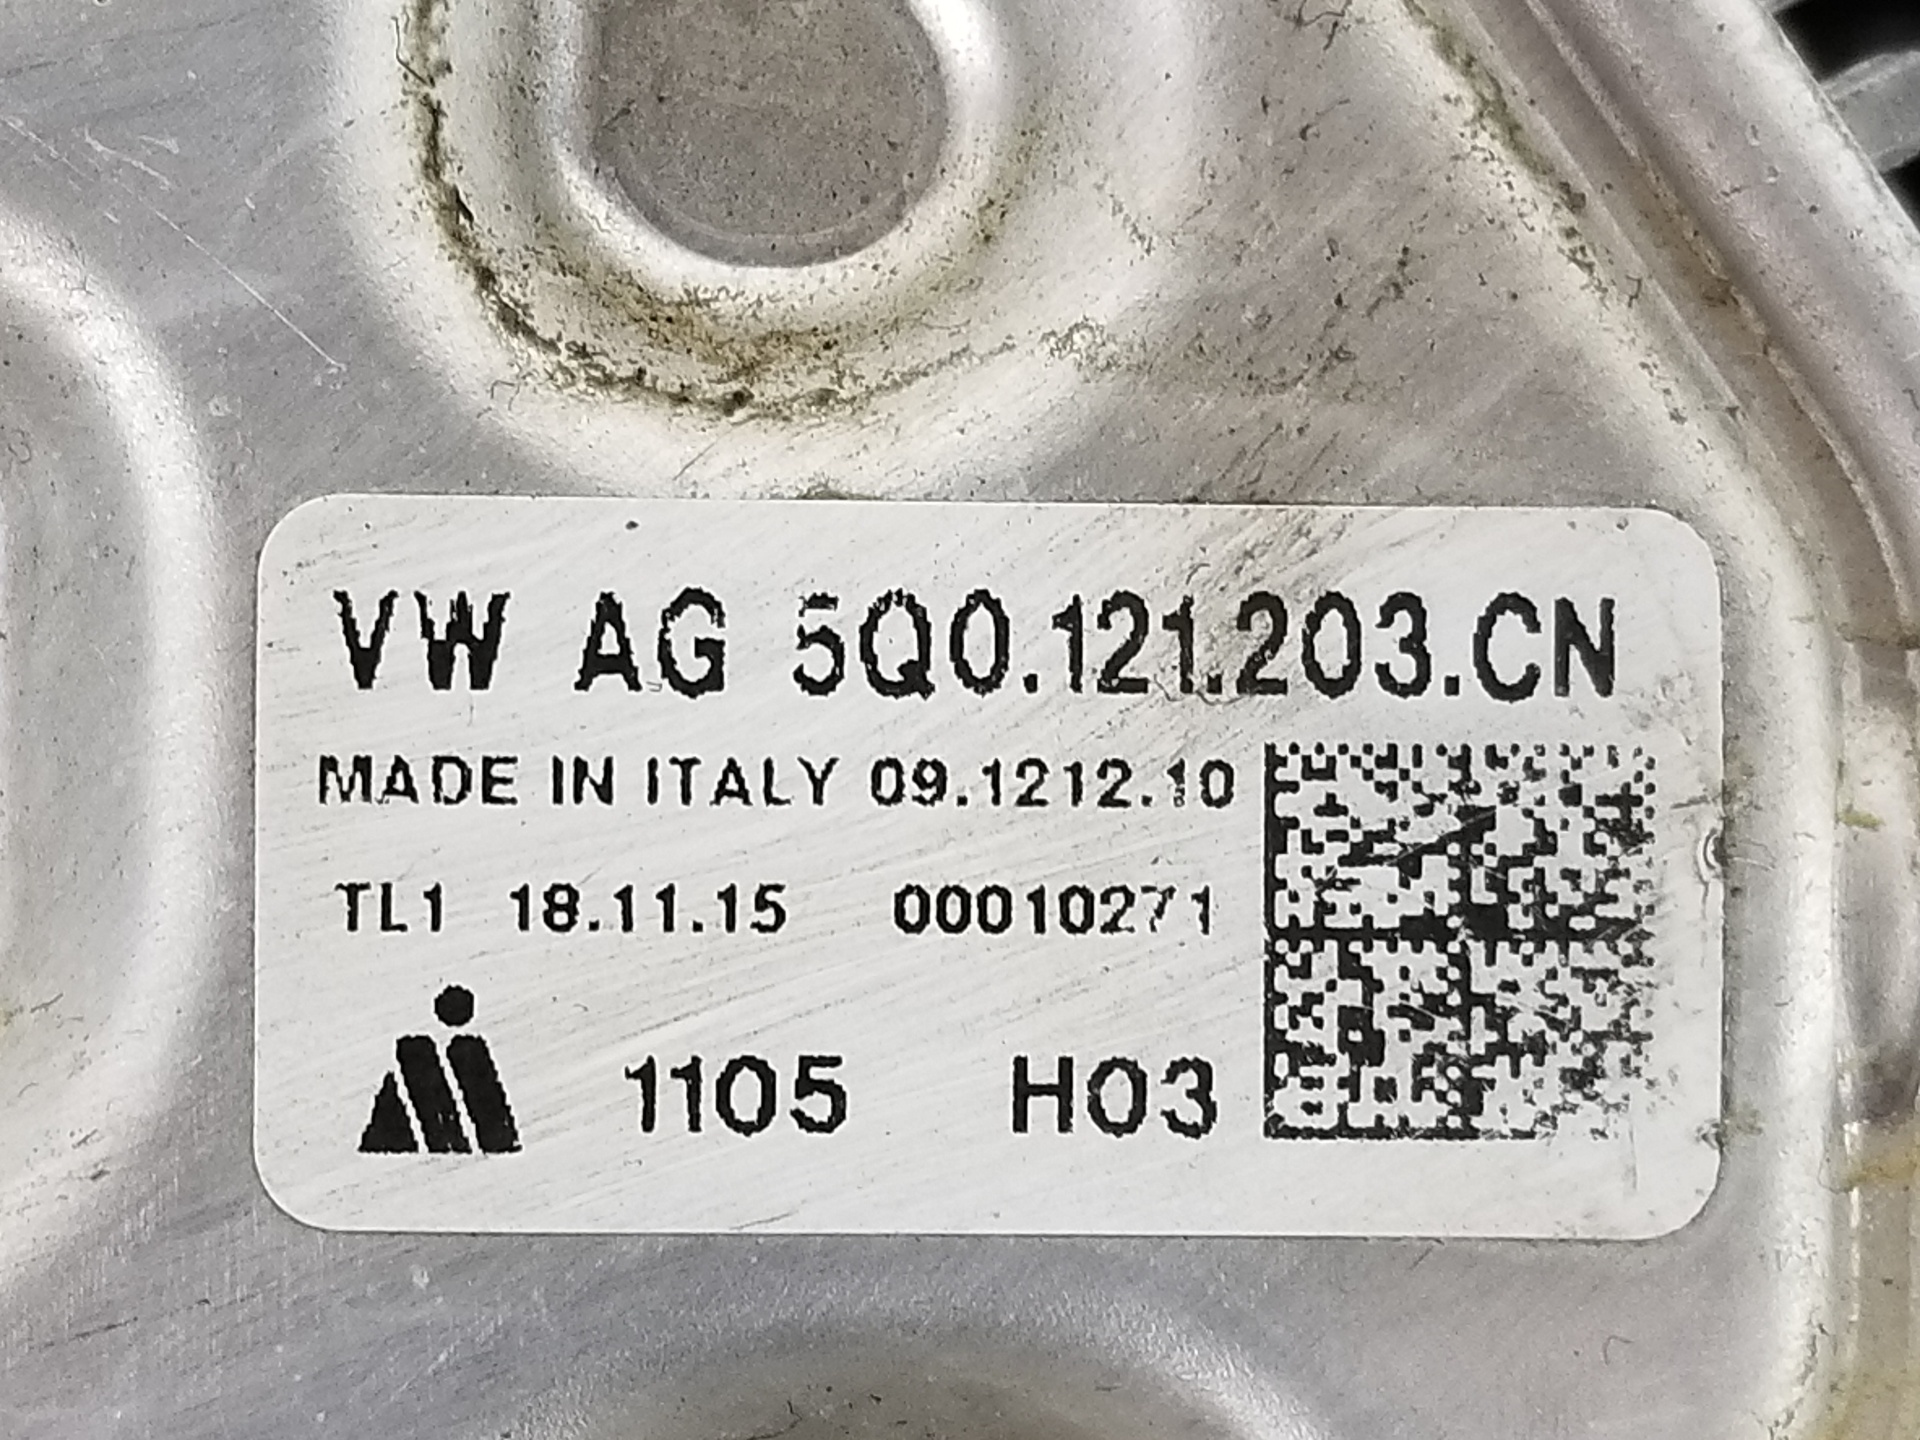 VW AG 5Q0.121.203.CN
MADE IN ITALY 09.1212.10
TL1 18.11.15 00010271
1105 H03